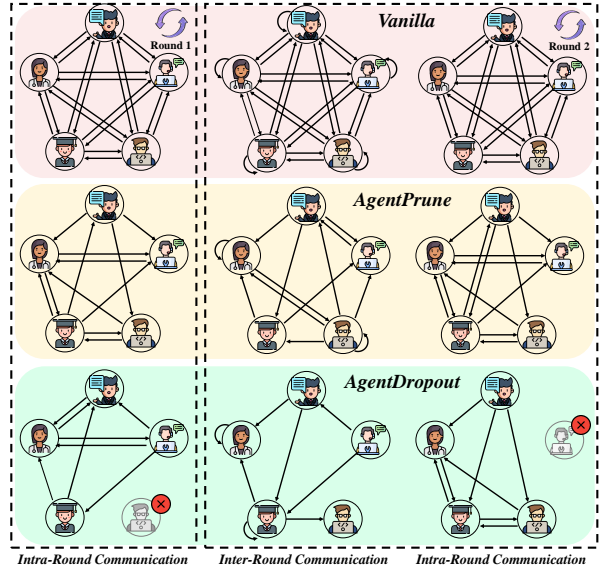 Vanilla
Round 1
Round 2
AgentPrune
AgentDropout
Intra-Round Communication
Inter-Round Communication
Intra-Round Communication